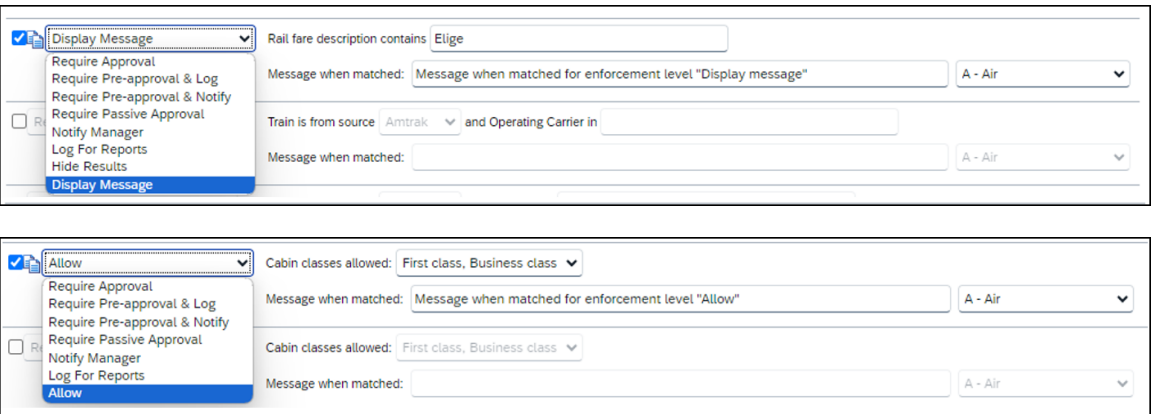 Display Message Rail fare description contains Elige
Require Approval
Require Pre-approval & Log Message when matched: Message when matched for enforcement level "Display message" A - Air
Require Pre-approval & Notify
Require Passive Approval Train is from source Amtrak and Operating Carrier in
Notify Manager
Log For Reports Message when matched: A - Air
Hide Results
Display Message
Allow Cabin classes allowed: First class, Business class
Require Approval
Require Pre-approval & Log Message when matched: Message when matched for enforcement level "Allow" A - Air
Require Pre-approval & Notify
Require Passive Approval Cabin classes allowed: First class, Business class
Notify Manager
Log For Reports Message when matched: A - Air
Allow